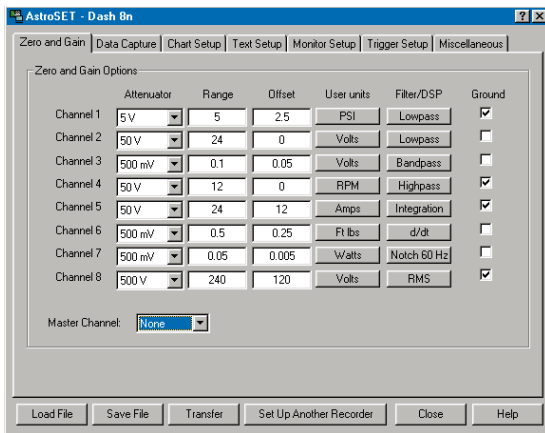 AstroSET - Dash 8n
Zero and Gain Data Capture Chart Setup Text Setup Monitor Setup Trigger Setup Miscellaneous
Zero and Gain Options
Attenuator Range Offset User units Filter/DSP Ground
Channel 1 5 V 5 2.5 PSI Lowpass
Channel 2 50 V 24 0 Volts Lowpass
Channel 3 500 mV 0.1 0.05 Volts Bandpass
Channel 4 50 V 12 0 RPM Highpass
Channel 5 50 V 24 12 Amps Integration
Channel 6 500 mV 0.5 0.25 Ft lbs d/dt
Channel 7 500 mV 0.05 0.005 Watts Notch 60 Hz
Channel 8 500 V 240 120 Volts RMS
Master Channel: None
Load File Save File Transfer Set Up Another Recorder Close Help